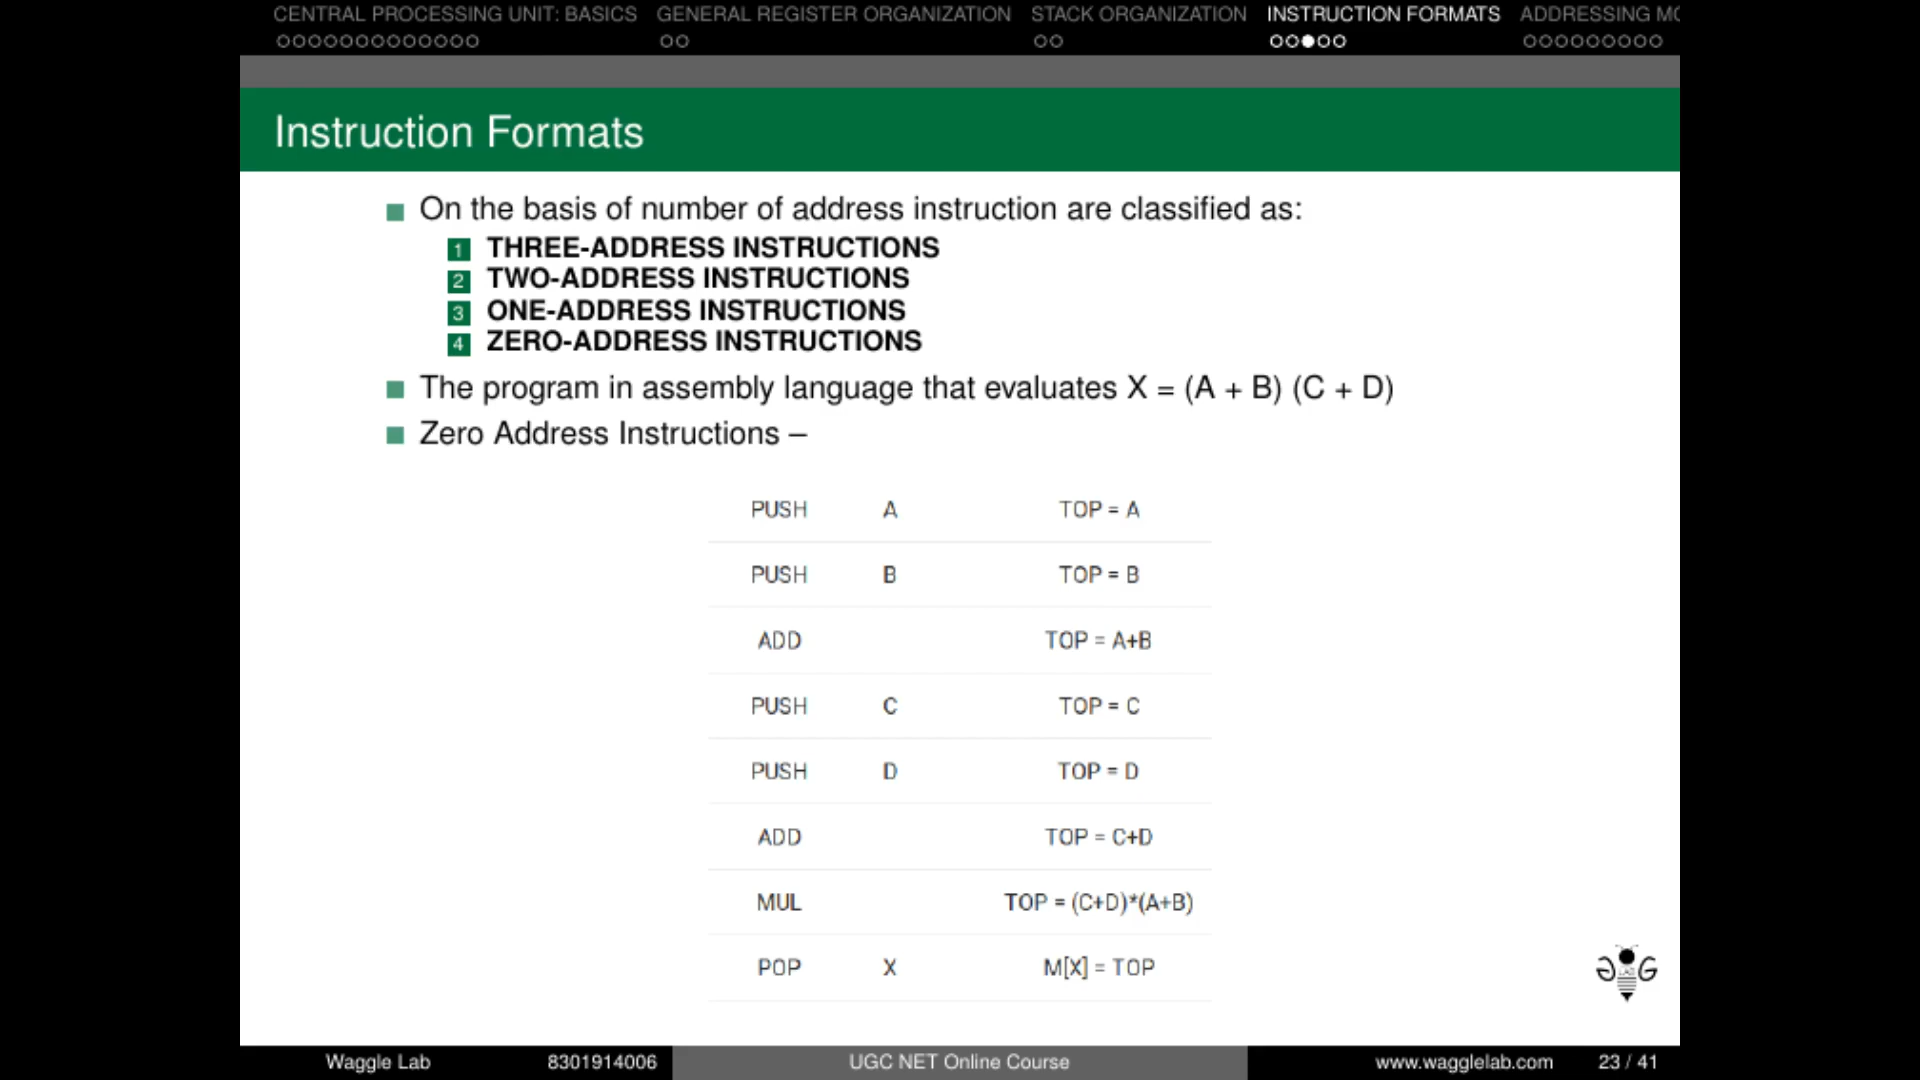 CENTRAL PROCESSING UNIT: BASICS GENERAL REGISTER ORGANIZATION STACK ORGANIZATION INSTRUCTION FORMATS ADDRESSING MO
Instruction Formats
On the basis of number of address instruction are classified as:
1 THREE-ADDRESS INSTRUCTIONS
2 TWO-ADDRESS INSTRUCTIONS
3 ONE-ADDRESS INSTRUCTIONS
4 ZERO-ADDRESS INSTRUCTIONS
The program in assembly language that evaluates X = (A + B) (C + D)
Zero Address Instructions –
PUSH A TOP = A
PUSH B TOP = B
ADD TOP = A+B
PUSH C TOP = C
PUSH D TOP = D
ADD TOP = C+D
MUL TOP = (C+D)*(A+B)
POP X M[X] = TOP
Waggle Lab 8301914006 UGC NET Online Course www.wagglelab.com 23 / 41